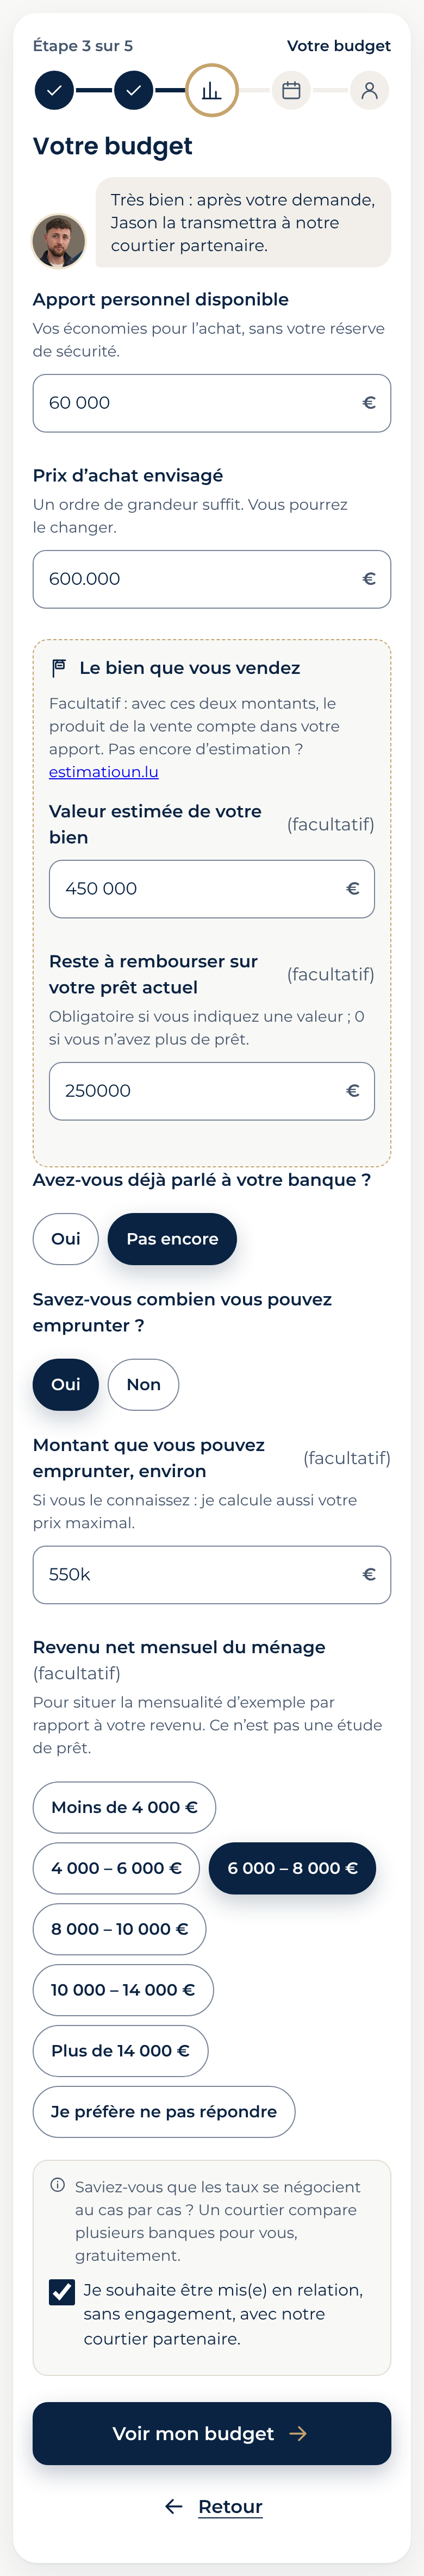 Étape 3 sur 5
Votre budget
Votre budget
Très bien : après votre demande,
Jason la transmettra à notre
courtier partenaire.
Apport personnel disponible
Vos économies pour l’achat, sans votre réserve
de sécurité.
60 000 €
Prix d’achat envisagé
Un ordre de grandeur suffit. Vous pourrez
le changer.
600.000 €
Le bien que vous vendez
Facultatif : avec ces deux montants, le
produit de la vente compte dans votre
apport. Pas encore d’estimation ?
estimatioun.lu
Valeur estimée de votre
bien
(facultatif)
450 000 €
Reste à rembourser sur
votre prêt actuel
(facultatif)
Obligatoire si vous indiquez une valeur ; 0
si vous n’avez plus de prêt.
250000 €
Avez-vous déjà parlé à votre banque ?
Oui
Pas encore
Savez-vous combien vous pouvez
emprunter ?
Oui
Non
Montant que vous pouvez
emprunter, environ
(facultatif)
Si vous le connaissez : je calcule aussi votre
prix maximal.
550k €
Revenu net mensuel du ménage
(facultatif)
Pour situer la mensualité d’exemple par
rapport à votre revenu. Ce n’est pas une étude
de prêt.
Moins de 4 000 €
4 000 – 6 000 €
6 000 – 8 000 €
8 000 – 10 000 €
10 000 – 14 000 €
Plus de 14 000 €
Je préfère ne pas répondre
Saviez-vous que les taux se négocient
au cas par cas ? Un courtier compare
plusieurs banques pour vous,
gratuitement.
Je souhaite être mis(e) en relation,
sans engagement, avec notre
courtier partenaire.
Voir mon budget
Retour